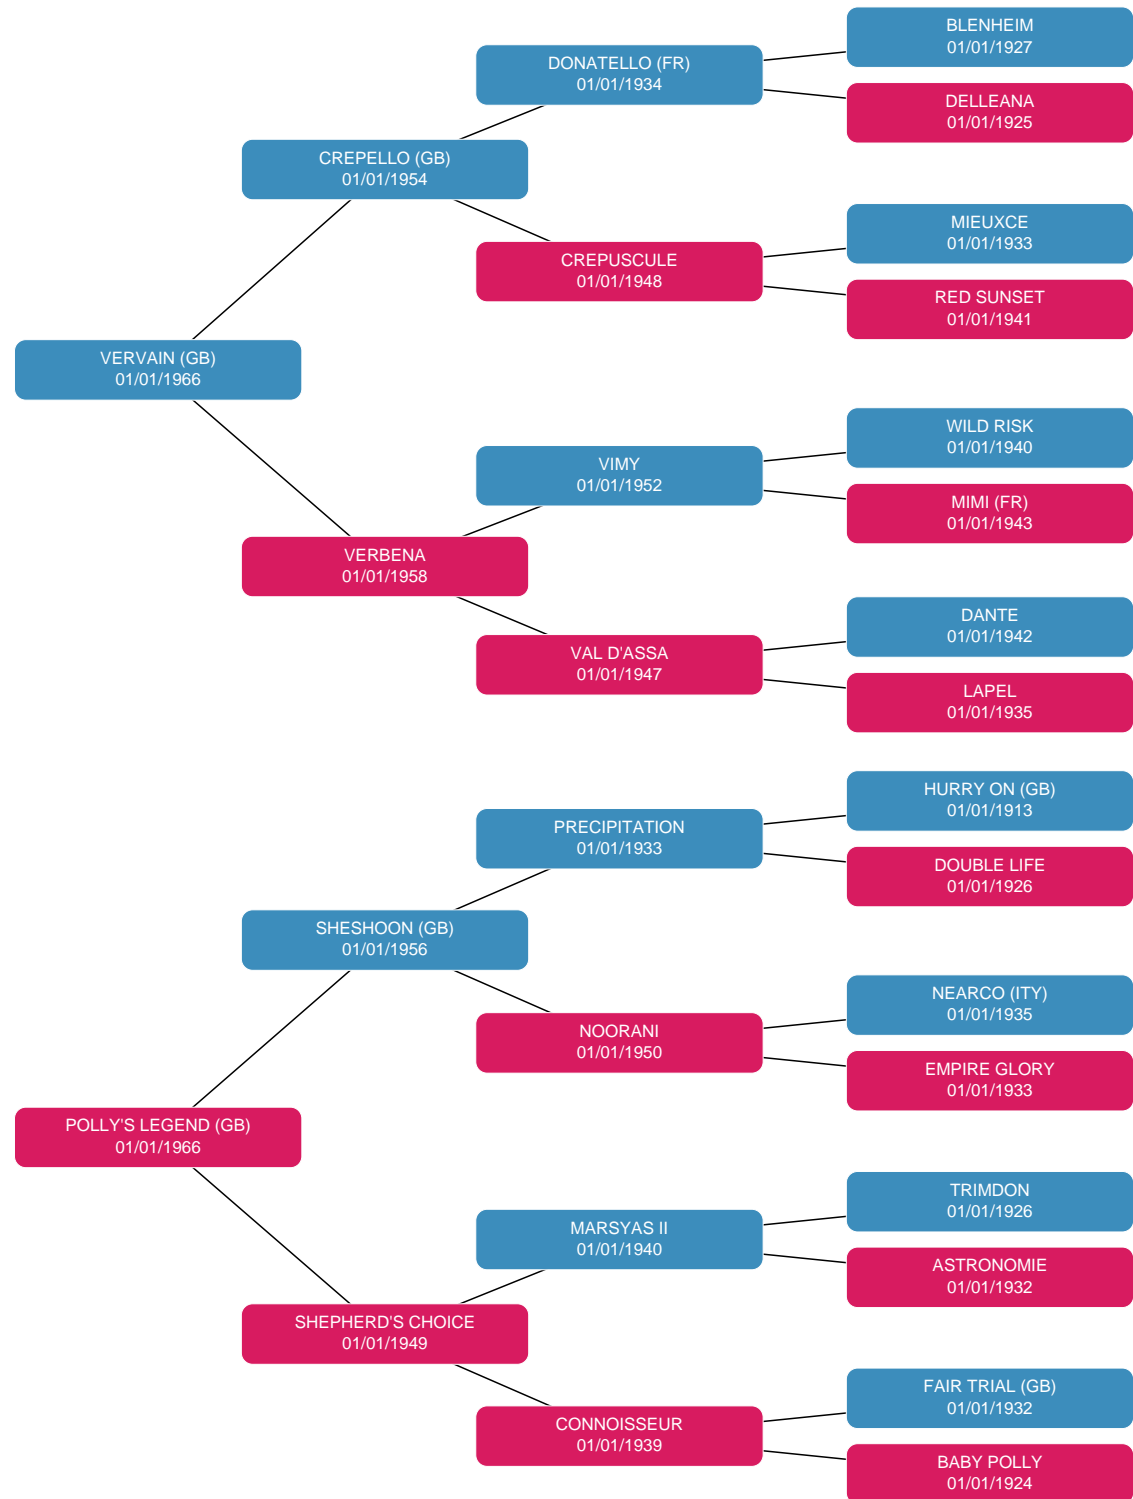 BLENHEIM
01/01/1927
DONATELLO (FR)
01/01/1934
DELLEANA
01/01/1925
CREPELLO (GB)
01/01/1954
MIEUXCE
01/01/1933
CREPUSCULE
01/01/1948
RED SUNSET
01/01/1941
VERVAIN (GB)
01/01/1966
WILD RISK
01/01/1940
VIMY
01/01/1952
MIMI (FR)
01/01/1943
VERBENA
01/01/1958
DANTE
01/01/1942
VAL D'ASSA
01/01/1947
LAPEL
01/01/1935
HURRY ON (GB)
01/01/1913
PRECIPITATION
01/01/1933
DOUBLE LIFE
01/01/1926
SHESHOON (GB)
01/01/1956
NEARCO (ITY)
01/01/1935
NOORANI
01/01/1950
EMPIRE GLORY
01/01/1933
POLLY'S LEGEND (GB)
01/01/1966
TRIMDON
01/01/1926
MARSYAS II
01/01/1940
ASTRONOMIE
01/01/1932
SHEPHERD'S CHOICE
01/01/1949
FAIR TRIAL (GB)
01/01/1932
CONNOISSEUR
01/01/1939
BABY POLLY
01/01/1924